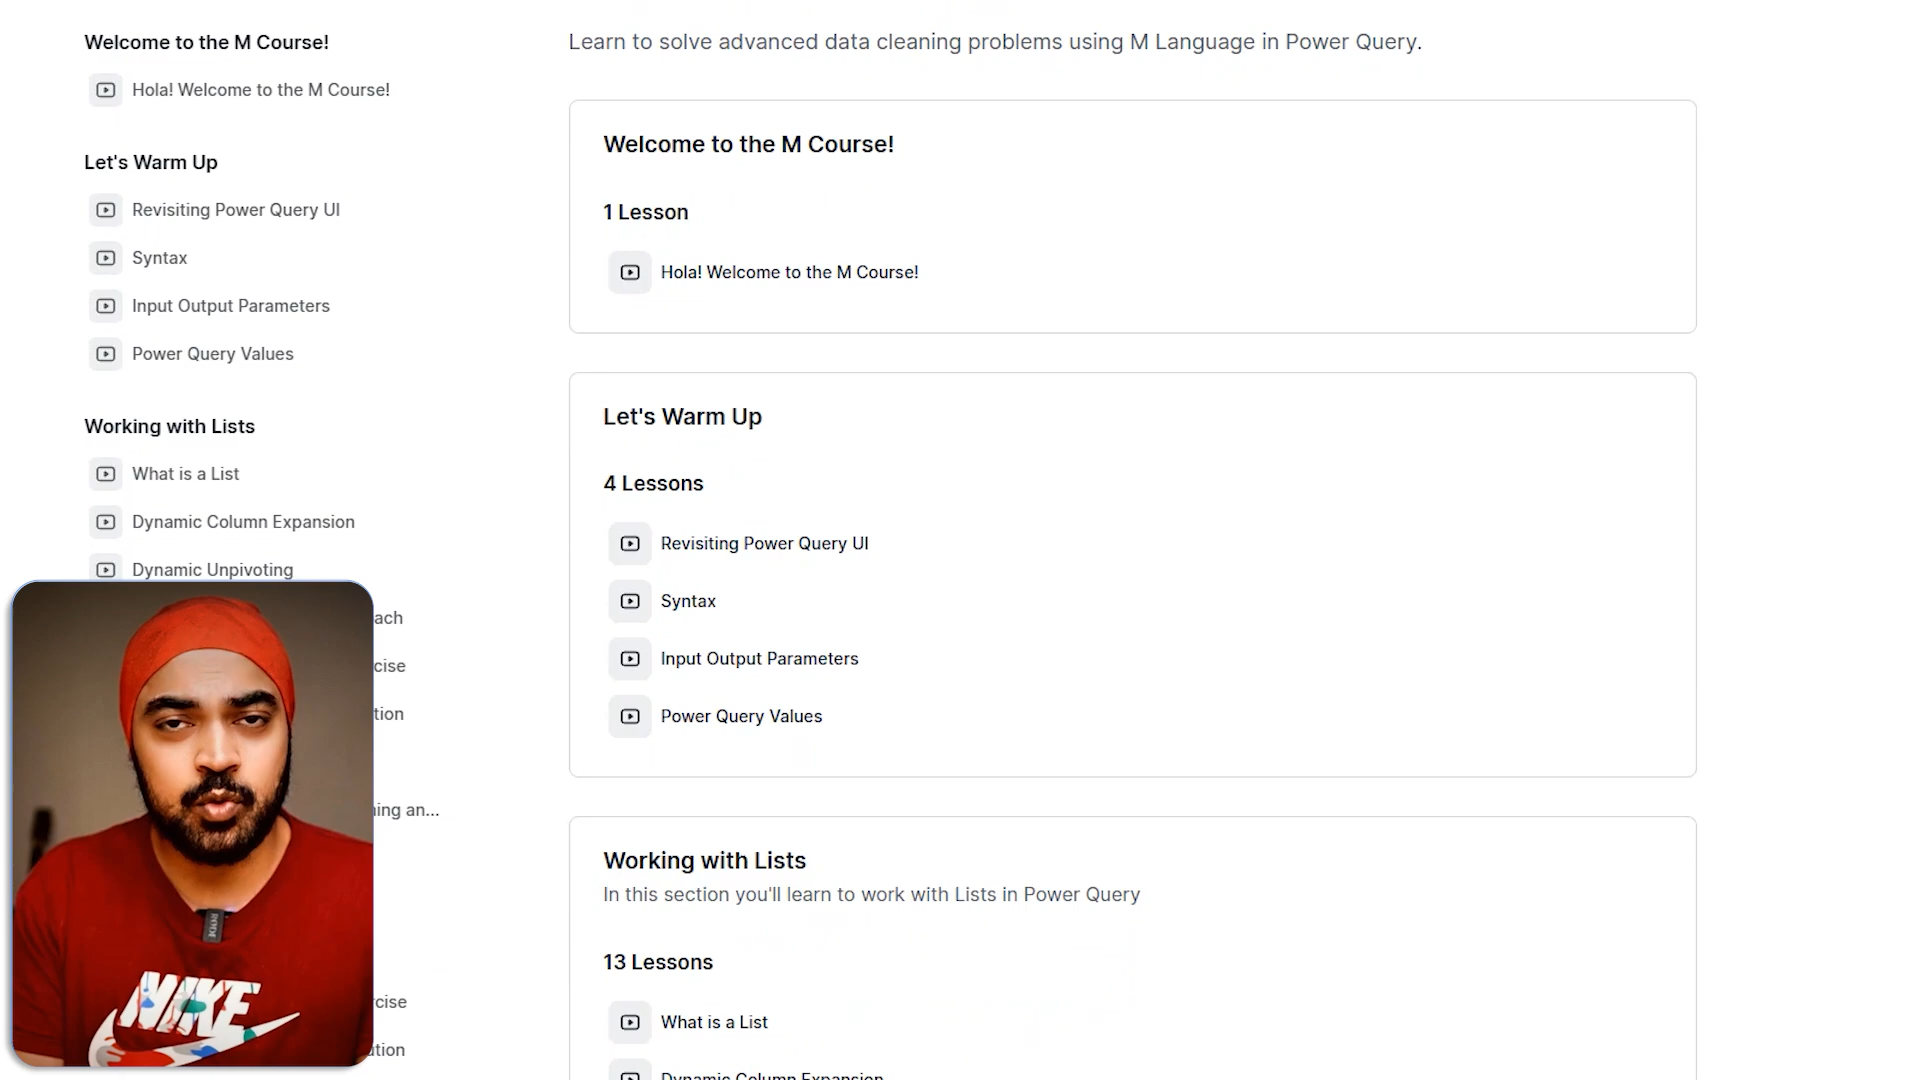 Welcome to the M Course!
Hola! Welcome to the M Course!
Let's Warm Up
Revisiting Power Query UI
Syntax
Input Output Parameters
Power Query Values
Working with Lists
What is a List
Dynamic Column Expansion
Dynamic Unpivoting
ach
cise
tion
ing an...
cise
tion
RODE
NIKE
Learn to solve advanced data cleaning problems using M Language in Power Query.
Welcome to the M Course!
1 Lesson
Hola! Welcome to the M Course!
Let's Warm Up
4 Lessons
Revisiting Power Query UI
Syntax
Input Output Parameters
Power Query Values
Working with Lists
In this section you'll learn to work with Lists in Power Query
13 Lessons
What is a List
Dynamic Column Expansion